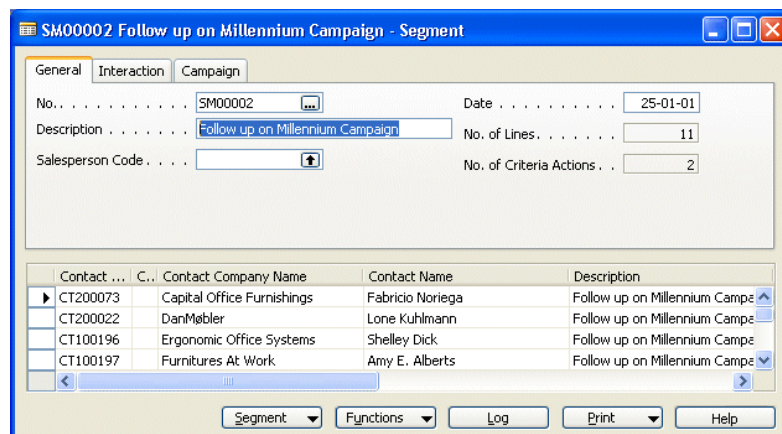 SM00002 Follow up on Millennium Campaign - Segment
General Interaction Campaign
No. . . . . . . . . . . . SM00002 ... Date . . . . . . . . . . 25-01-01
Description . . . . . . . Follow up on Millennium Campaign No. of Lines. . . . . . . 11
Salesperson Code . . . . No. of Criteria Actions . . 2
Contact ... C.. Contact Company Name Contact Name Description
CT200073 Capital Office Furnishings Fabricio Noriega Follow up on Millennium Campa
CT200022 DanMøbler Lone Kuhlmann Follow up on Millennium Campa
CT100196 Ergonomic Office Systems Shelley Dick Follow up on Millennium Campa
CT100197 Furnitures At Work Amy E. Alberts Follow up on Millennium Campa
Segment Functions Log Print Help